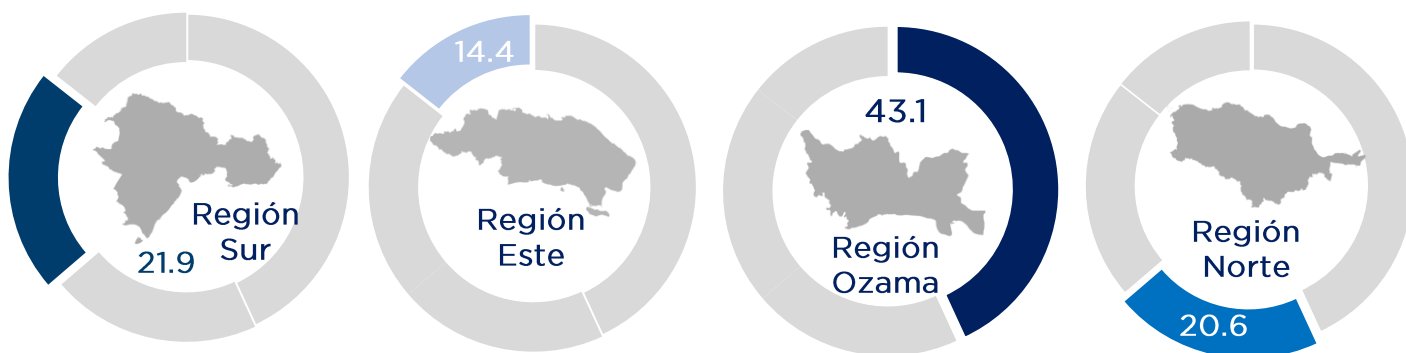 Región
Sur
21.9
14.4
Región
Este
43.1
Región
Ozama
Región
Norte
20.6